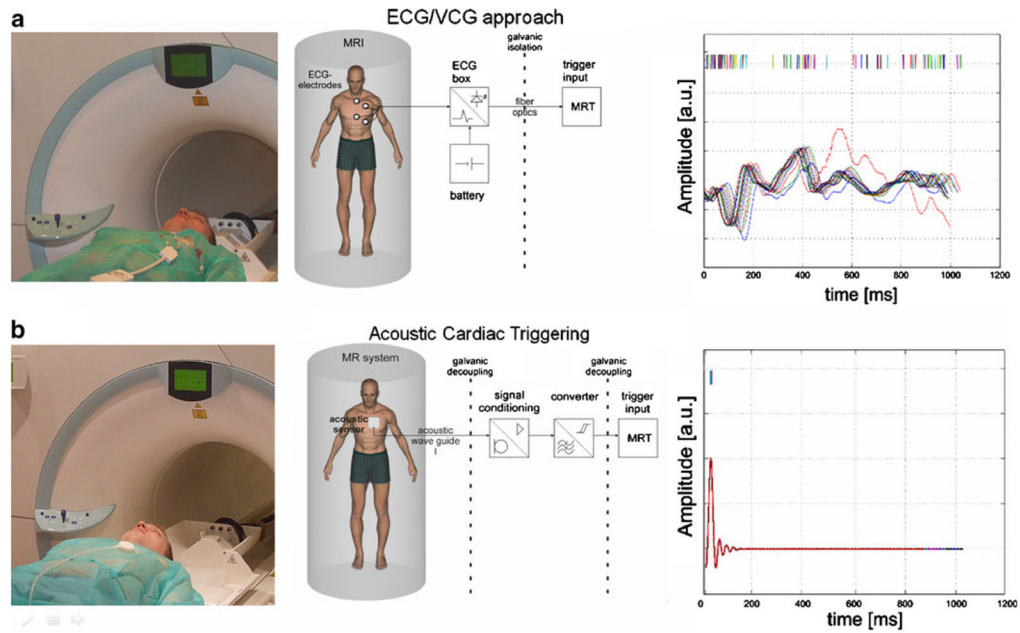 a
ECG/VCG approach
MRI
ECG-
electrodes
ECG
box
battery
galvanic
isolation
fiber
optics
trigger
input
MRT
Amplitude [a.u.]
0 200 400 600 800 1000 1200
time [ms]
b
Acoustic Cardiac Triggering
MR system
acoustic
sensor
galvanic
decoupling
acoustic
wave guide
signal
conditioning
converter
galvanic
decoupling
trigger
input
MRT
Amplitude [a.u.]
0 200 400 600 800 1000 1200
time [ms]